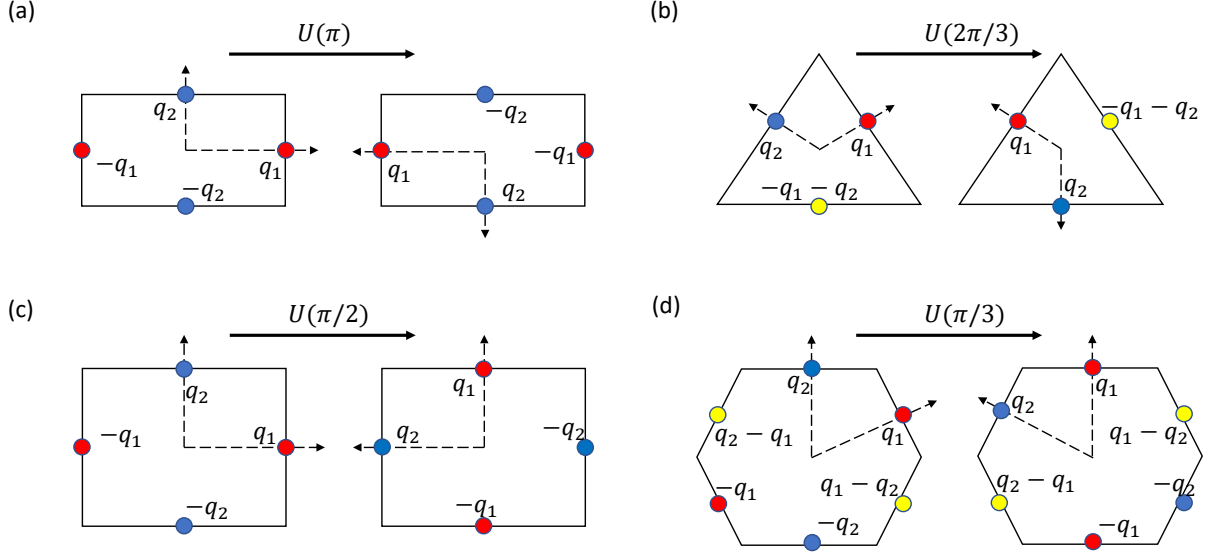 (a)
U(π)
q₂
−q₁
q₁
−q₂
−q₂
q₁
−q₁
q₂
(b)
U(2π/3)
q₂
q₁
−q₁ − q₂
−q₁ − q₂
q₁
q₂
(c)
U(π/2)
q₂
−q₁
q₁
−q₂
q₁
q₂
−q₂
−q₁
(d)
U(π/3)
q₂
q₁
q₂ − q₁
−q₁
q₁ − q₂
−q₂
q₁
q₂
q₁ − q₂
q₂ − q₁
−q₂
−q₁